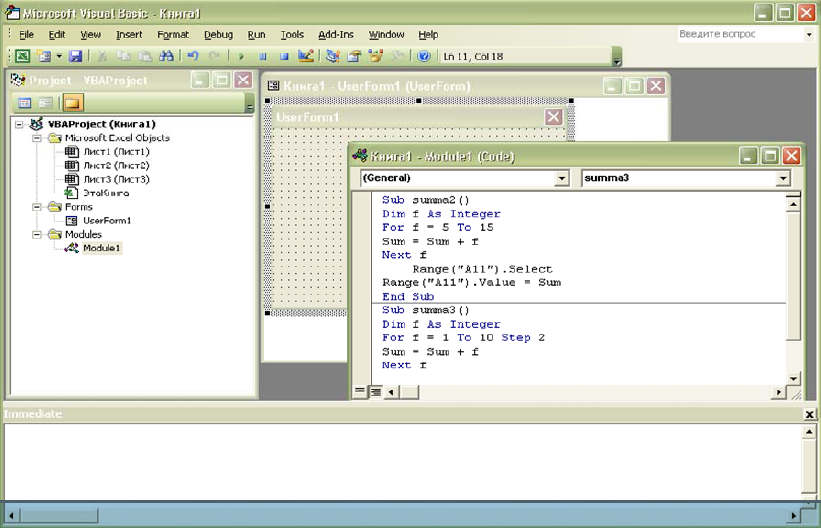 Microsoft Visual Basic - Книга1
File Edit View Insert Format Debug Run Tools Add-Ins Window Help
Введите вопрос
Ln 11, Col 18
Project - VBAProject
VBAProject (Книга1)
Microsoft Excel Objects
Лист1 (Лист1)
Лист2 (Лист2)
Лист3 (Лист3)
ЭтаКнига
Forms
UserForm1
Modules
Module1
Книга1 - UserForm1 (UserForm)
UserForm1
Книга1 - Module1 (Code)
(General)
summa3
Sub summa2()
Dim f As Integer
For f = 5 To 15
Sum = Sum + f
Next f
Range("A11").Select
Range("A11").Value = Sum
End Sub
Sub summa3()
Dim f As Integer
For f = 1 To 10 Step 2
Sum = Sum + f
Next f
Immediate